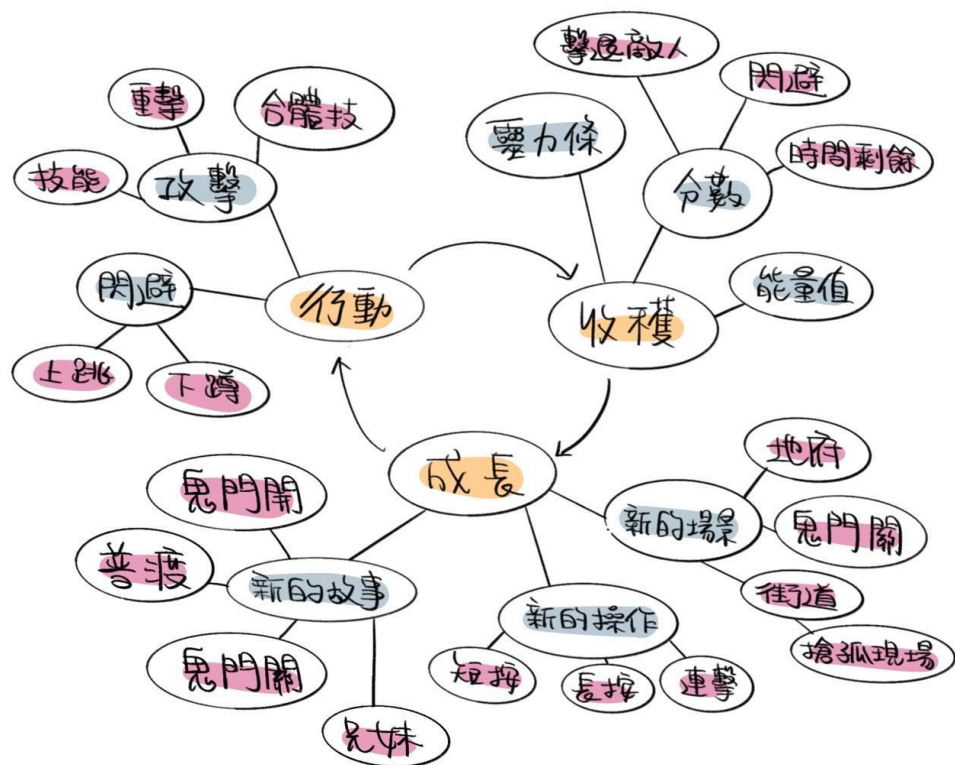 擊退敵人
閃避
重擊
合體技
靈力條
時間剩餘
技能
攻擊
分數
閃避
行動
收穫
能量值
上跳
下蹲
成長
地府
鬼門開
新的場景
鬼門關
普渡
新的故事
新的操作
街道
搶孤現場
鬼門關
短按
長按
連擊
兄妹